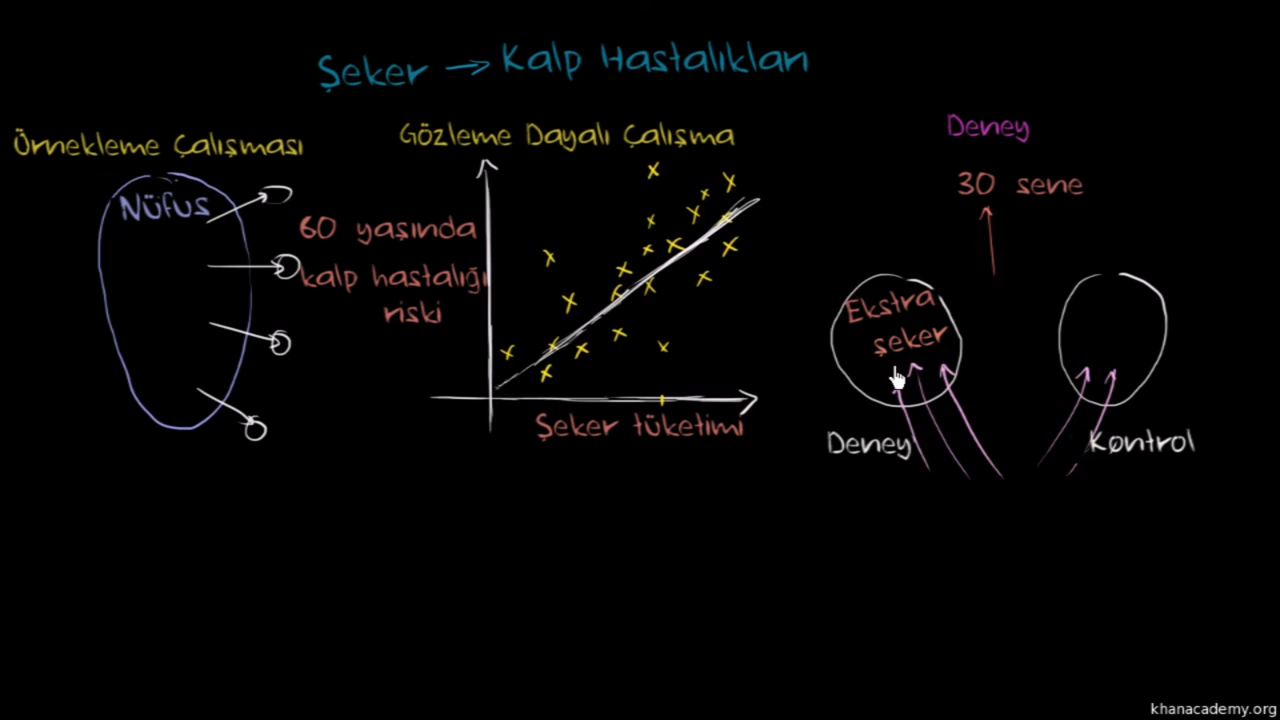 Şeker → Kalp Hastalıkları
Örnekleme Çalışması
Nüfus
Gözleme Dayalı Çalışma
60 yaşında
kalp hastalığı
riski
Şeker tüketimi
Deney
30 sene
Ekstra
şeker
Deney
Kontrol
khanacademy.org